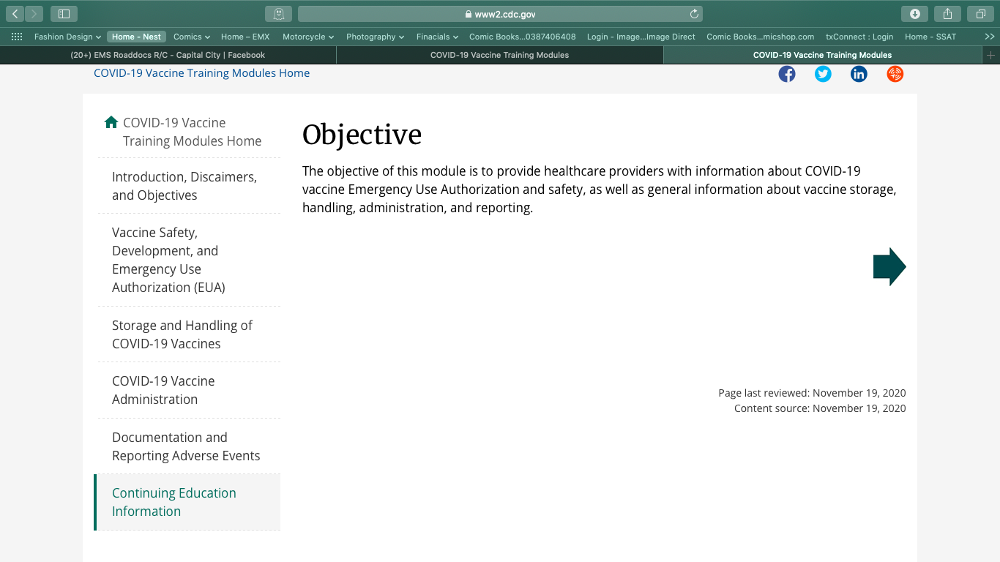 www2.cdc.gov
Fashion Design
Home - Nest
Comics
Home – EMX
Motorcycle
Photography
Finacials
Comic Books...0387406408
Login - Image...Image Direct
Comic Books...micshop.com
txConnect : Login
Home - SSAT
>>
(20+) EMS Roaddocs R/C - Capital City | Facebook
COVID-19 Vaccine Training Modules
COVID-19 Vaccine Training Modules
+
COVID-19 Vaccine Training Modules Home
COVID-19 Vaccine
Training Modules Home
Introduction, Discaimers,
and Objectives
Vaccine Safety,
Development, and
Emergency Use
Authorization (EUA)
Storage and Handling of
COVID-19 Vaccines
COVID-19 Vaccine
Administration
Documentation and
Reporting Adverse Events
Continuing Education
Information
Objective
The objective of this module is to provide healthcare providers with information about COVID-19
vaccine Emergency Use Authorization and safety, as well as general information about vaccine storage,
handling, administration, and reporting.
Page last reviewed: November 19, 2020
Content source: November 19, 2020